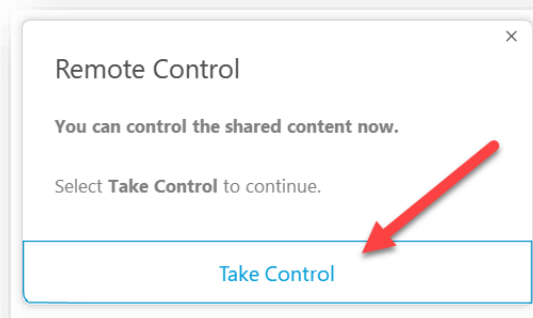 Remote Control
You can control the shared content now.
Select Take Control to continue.
Take Control